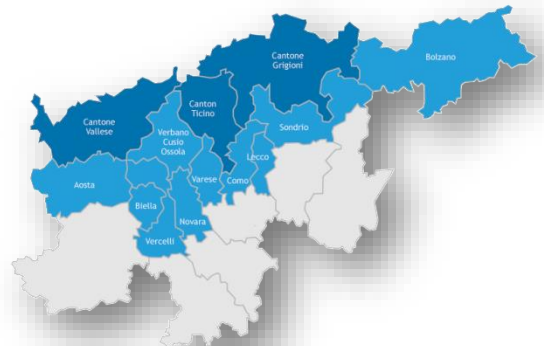 Cantone
Grigioni
Bolzano
Cantone
Vallese
Canton
Ticino
Verbano
Cusio
Ossola
Sondrio
Lecco
Aosta
Varese
Como
Biella
Novara
Vercelli